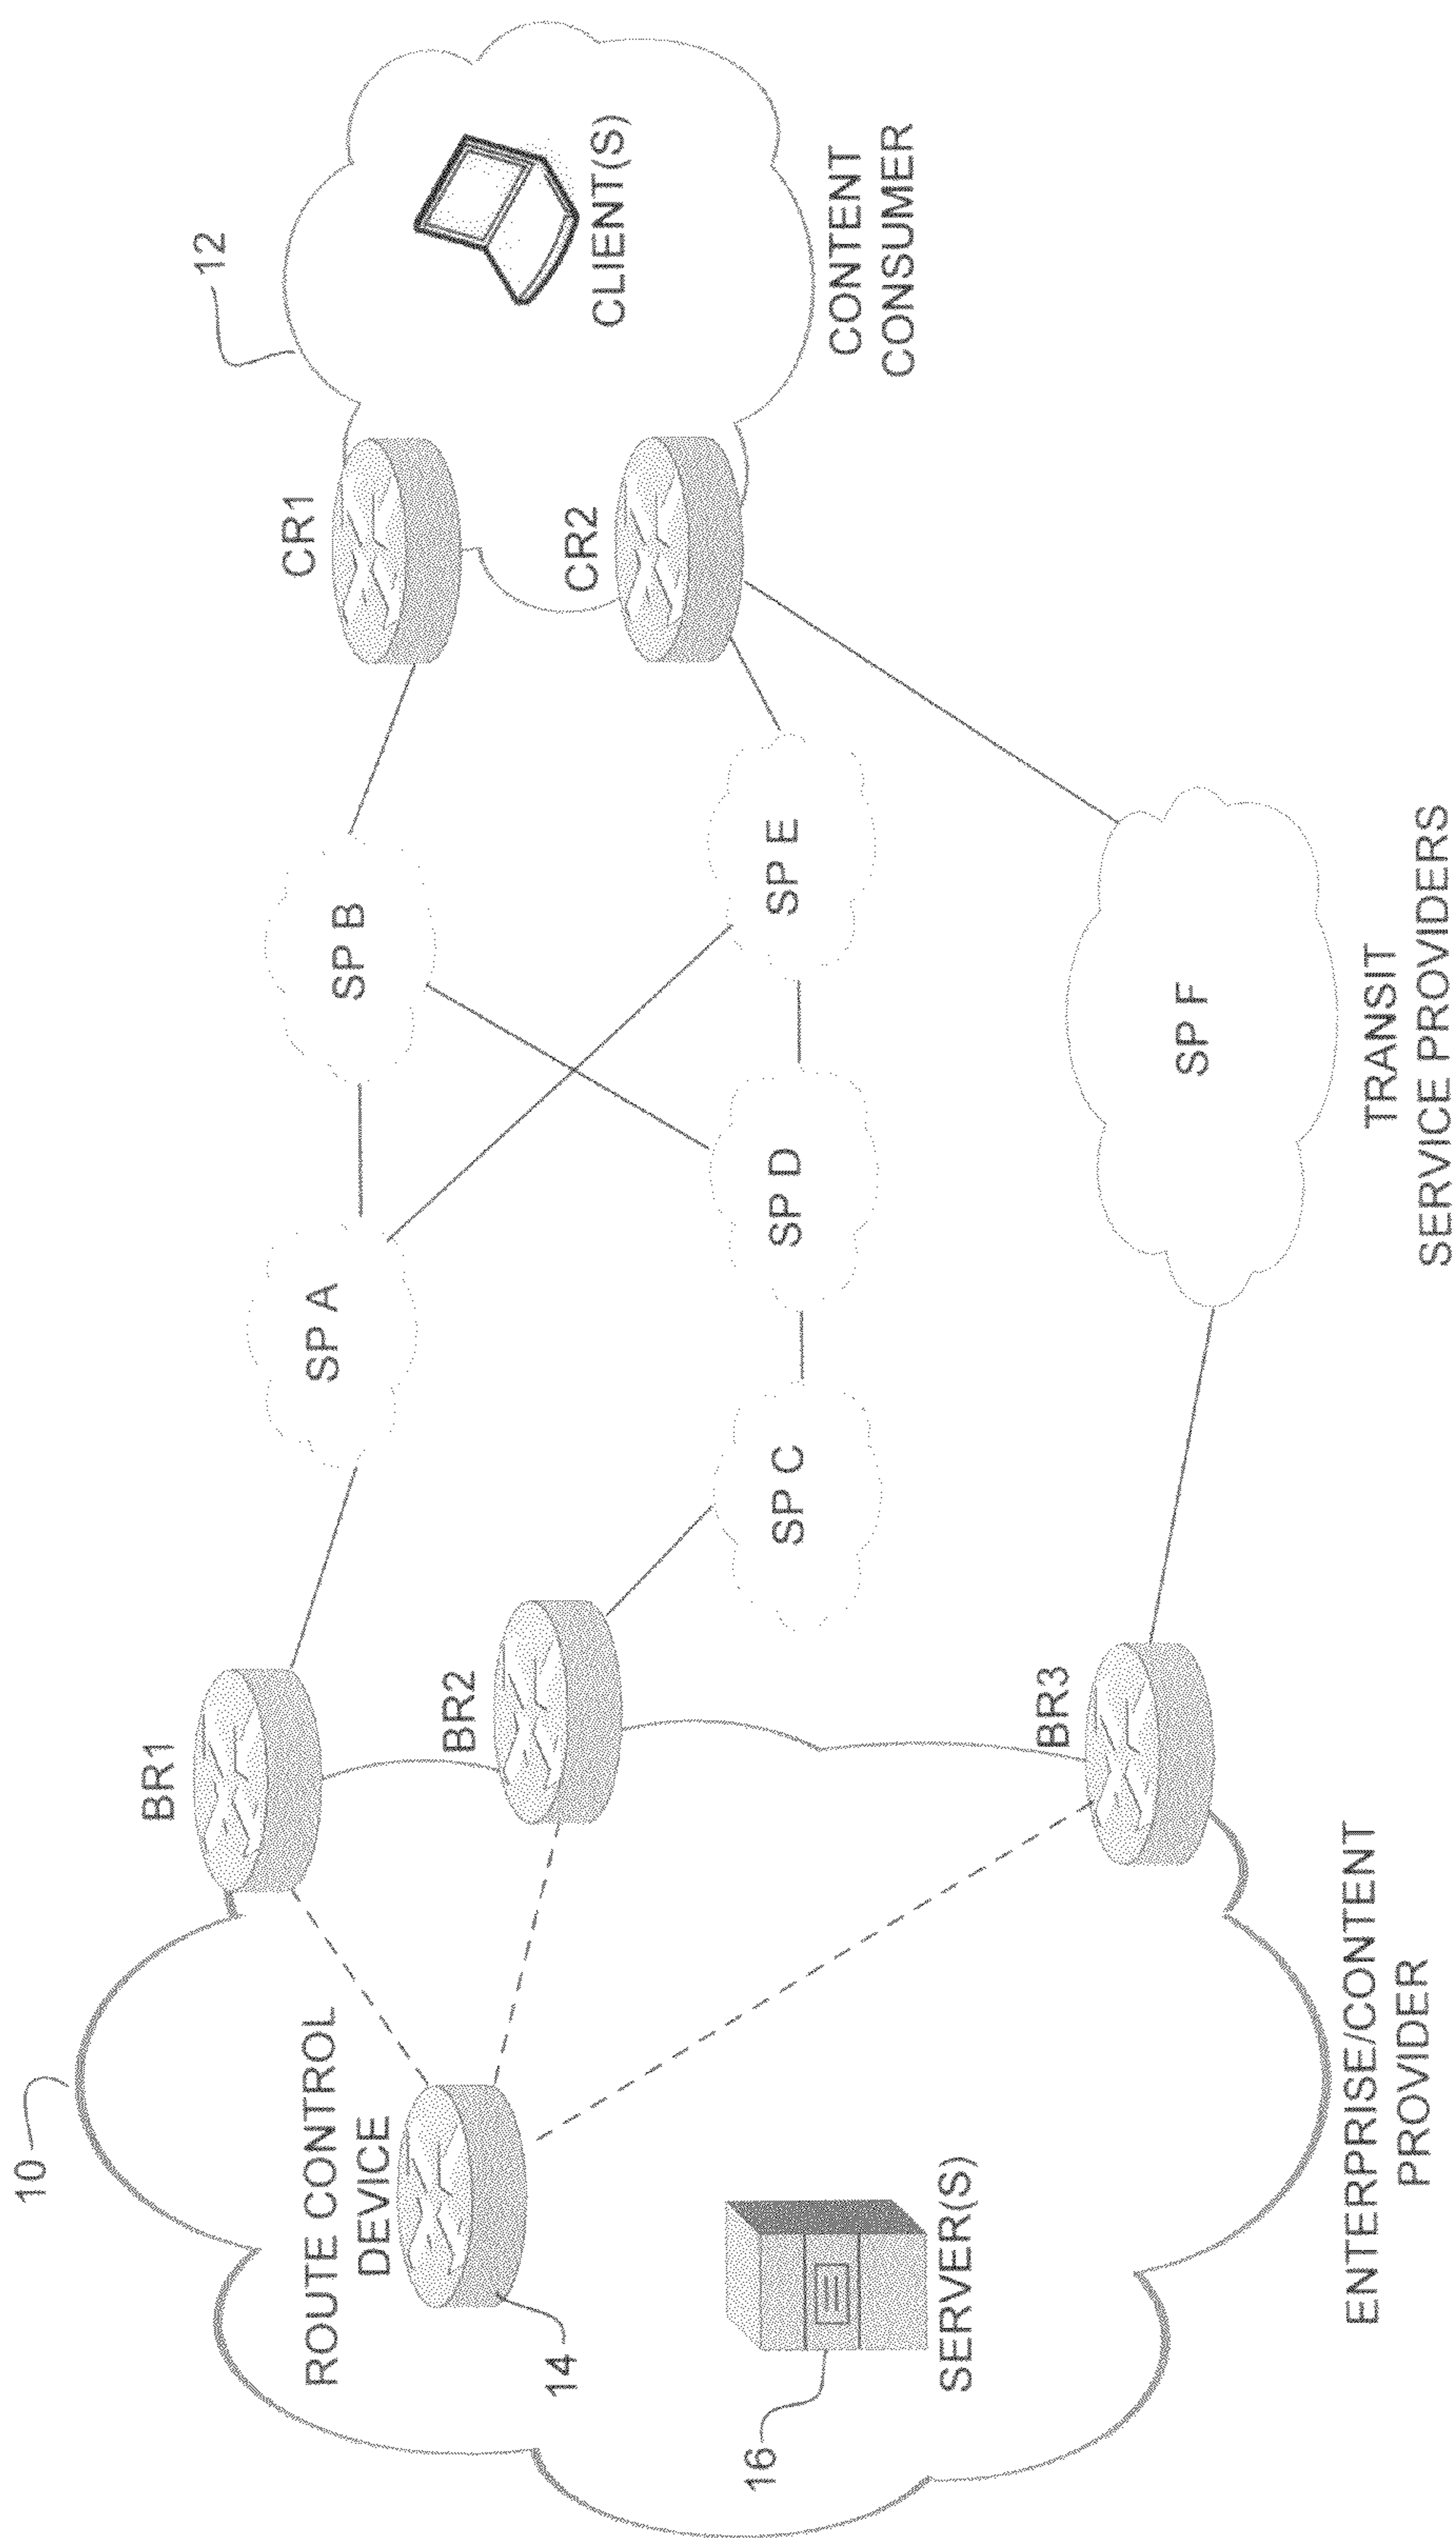 10
12
BR1
CR1
ROUTE CONTROL
DEVICE
14
SP A
SP B
BR2
CR2
CLIENT(S)
16
SERVER(S)
SP C
SP D
SP E
CONTENT
CONSUMER
BR3
SP F
ENTERPRISE/CONTENT
PROVIDER
TRANSIT
SERVICE PROVIDERS